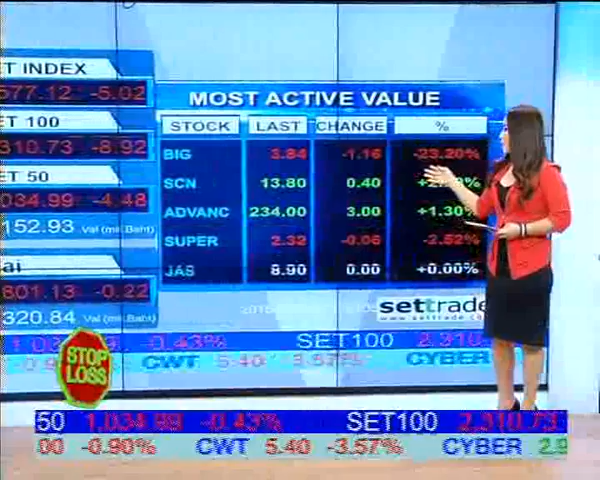 T INDEX
577.12 -5.02
ET 100
310.73 -8.92
ET 50
034.99 -4.48
152.93 Val (mil.Baht)
ai
601.13 -0.22
320.84 Val (mil.Baht)
MOST ACTIVE VALUE
STOCK LAST CHANGE %
BIG 3.84 -1.16 -23.20%
SCN 13.80 0.40
ADVANC 234.00 3.00 +1.30%
SUPER 2.32 -0.06 -2.52%
JAS 8.90 0.00 +0.00%
settrade
www.settrade.co
-0.43% SET100 2,310
CWT 5.40 -3.57% CYBER
STOP
LOSS
50 1,034.99 -0.43% SET100 2,310.73
00 -0.90% CWT 5.40 -3.57% CYBER 2.9